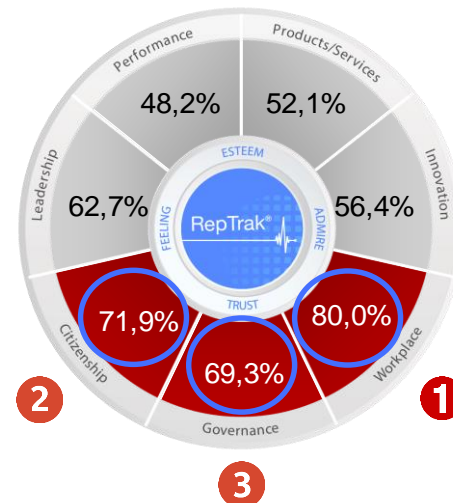 Performance
Products/Services
48,2%
52,1%
Leadership
Innovation
ESTEEM
62,7%
56,4%
FEELING
RepTrak®
ADMIRE
TRUST
71,9%
80,0%
69,3%
Citizenship
Workplace
2
1
Governance
3